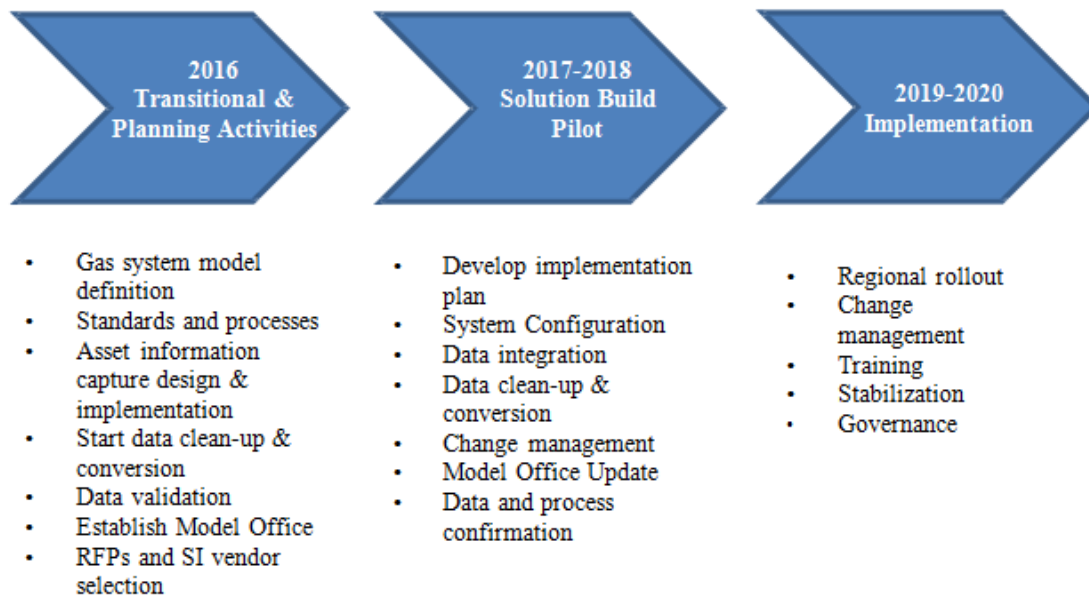 2016
Transitional &
Planning Activities
2017-2018
Solution Build
Pilot
2019-2020
Implementation
• Gas system model
definition
• Standards and processes
• Asset information
capture design &
implementation
• Start data clean-up &
conversion
• Data validation
• Establish Model Office
• RFPs and SI vendor
selection
• Develop implementation
plan
• System Configuration
• Data integration
• Data clean-up &
conversion
• Change management
• Model Office Update
• Data and process
confirmation
• Regional rollout
• Change
management
• Training
• Stabilization
• Governance